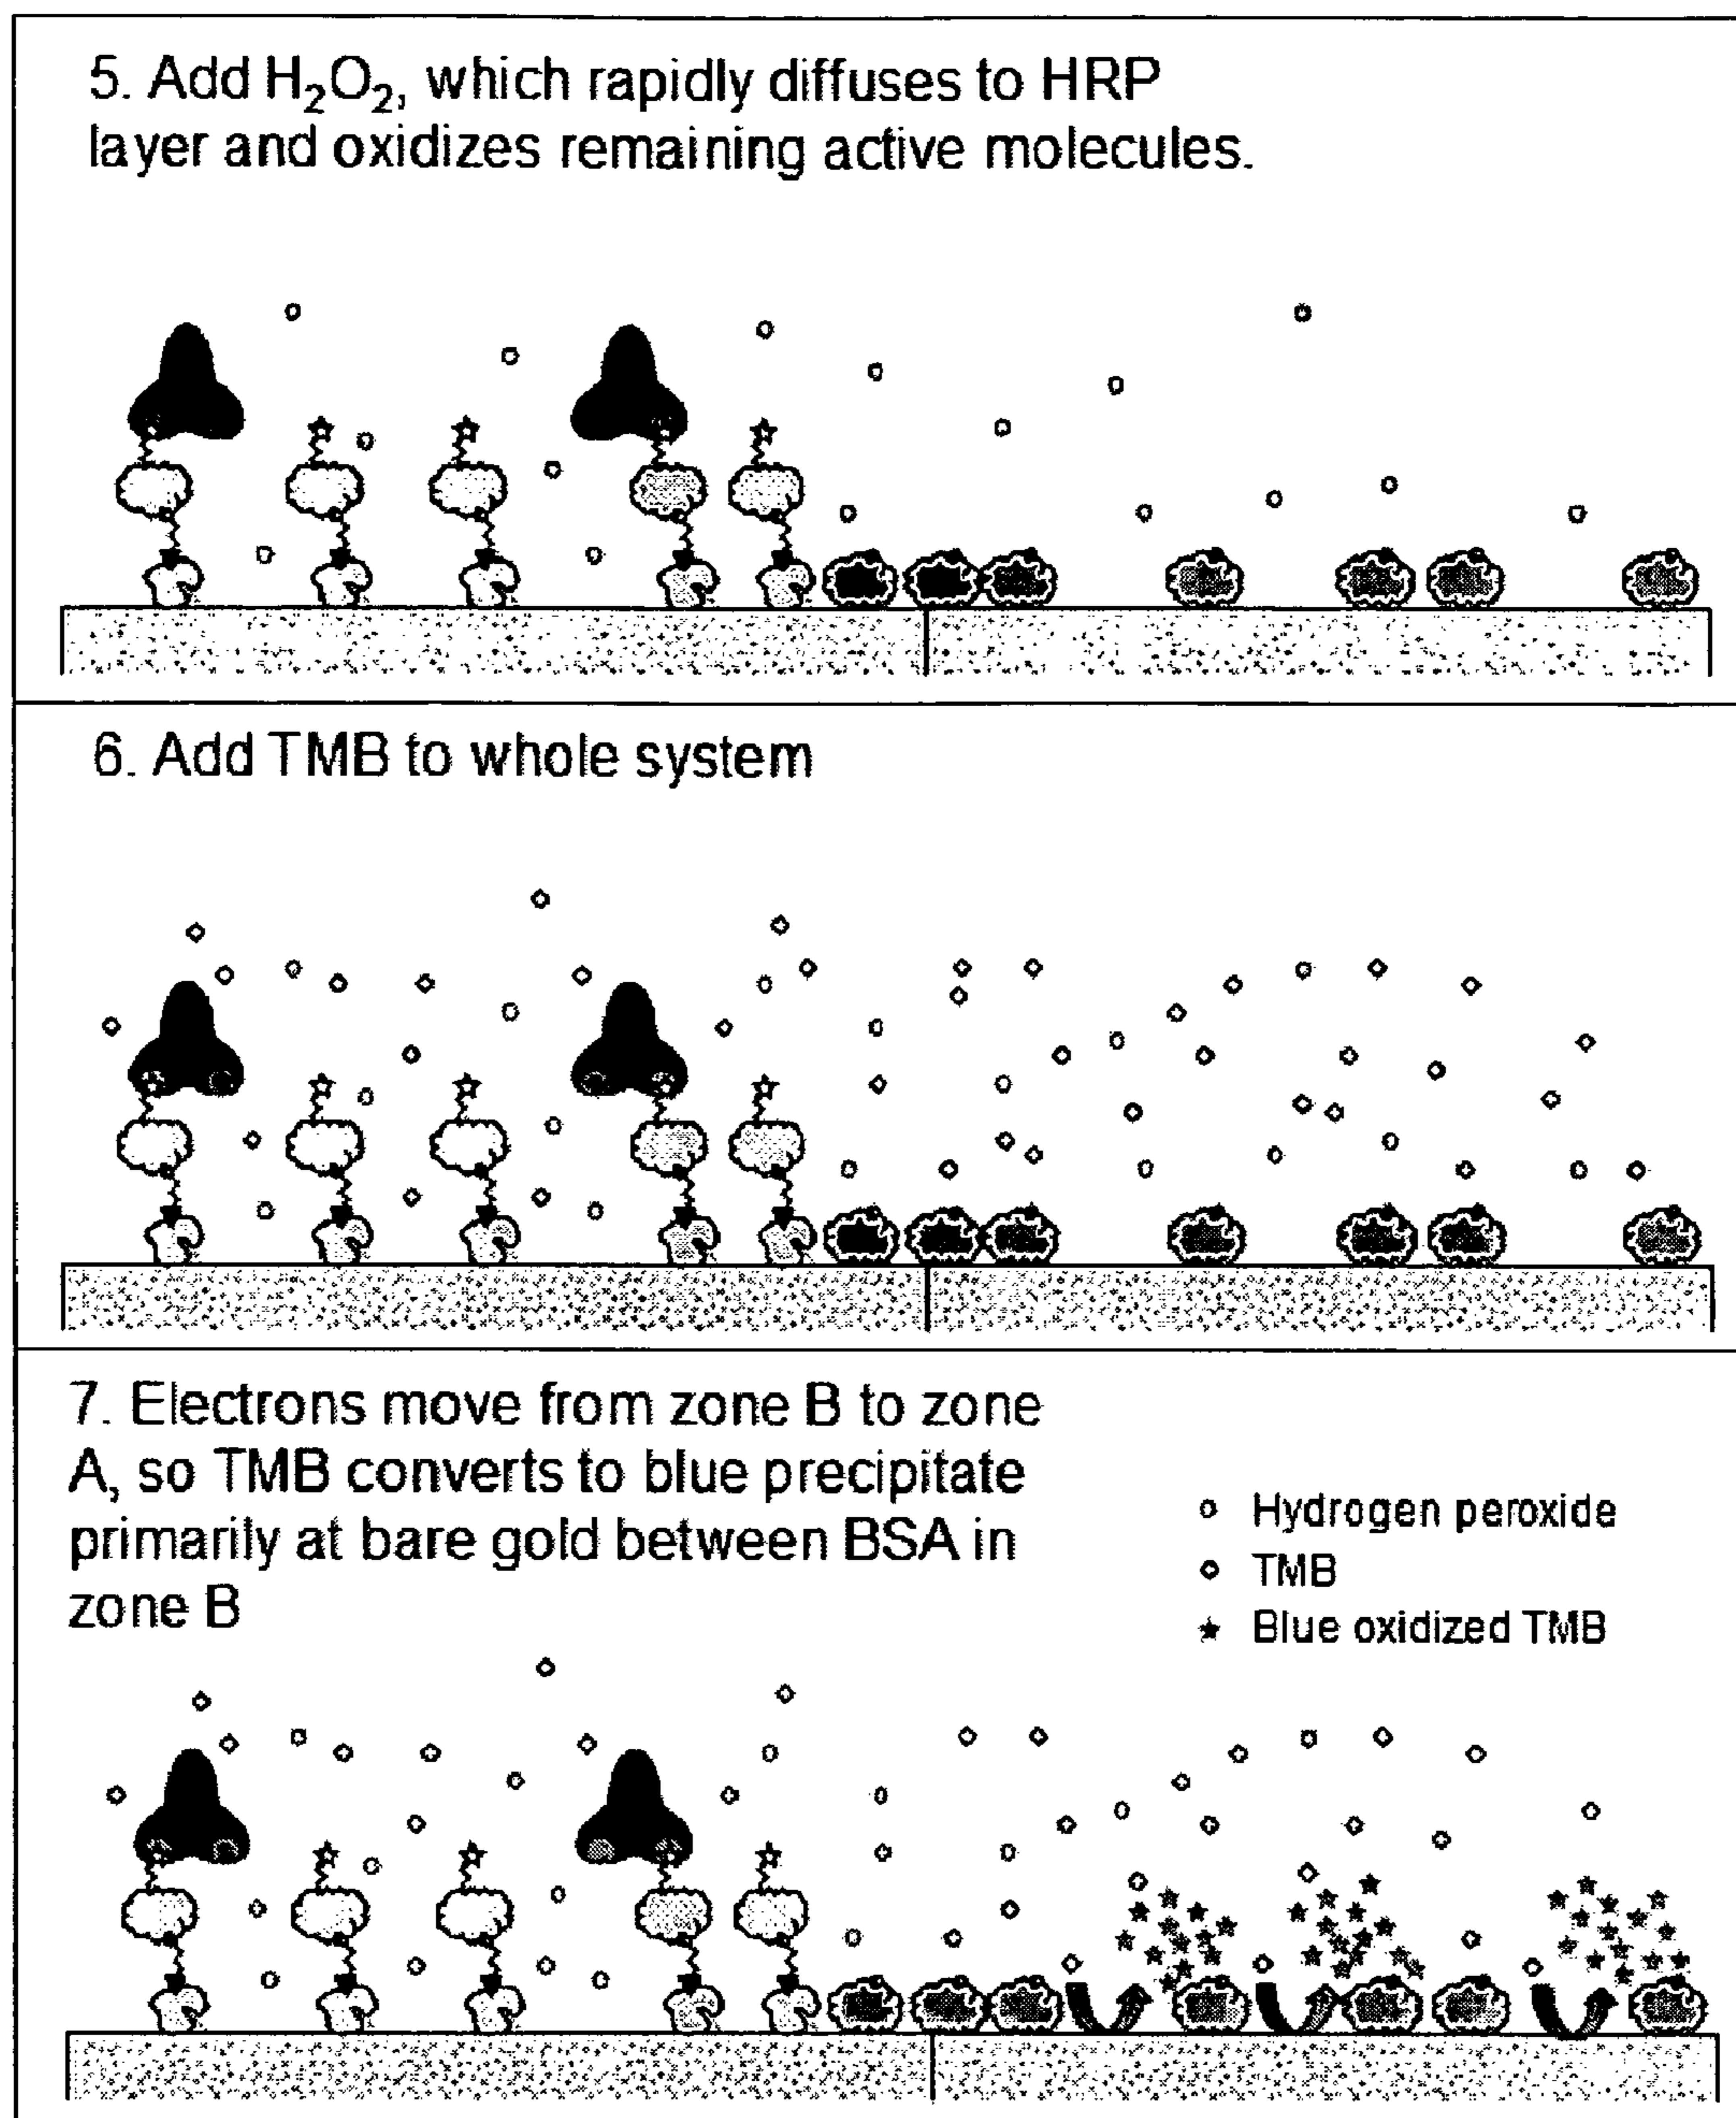 5. Add H₂O₂, which rapidly diffuses to HRP
layer and oxidizes remaining active molecules.
6. Add TMB to whole system
7. Electrons move from zone B to zone
A, so TMB converts to blue precipitate
primarily at bare gold between BSA in
zone B
Hydrogen peroxide
TMB
Blue oxidized TMB